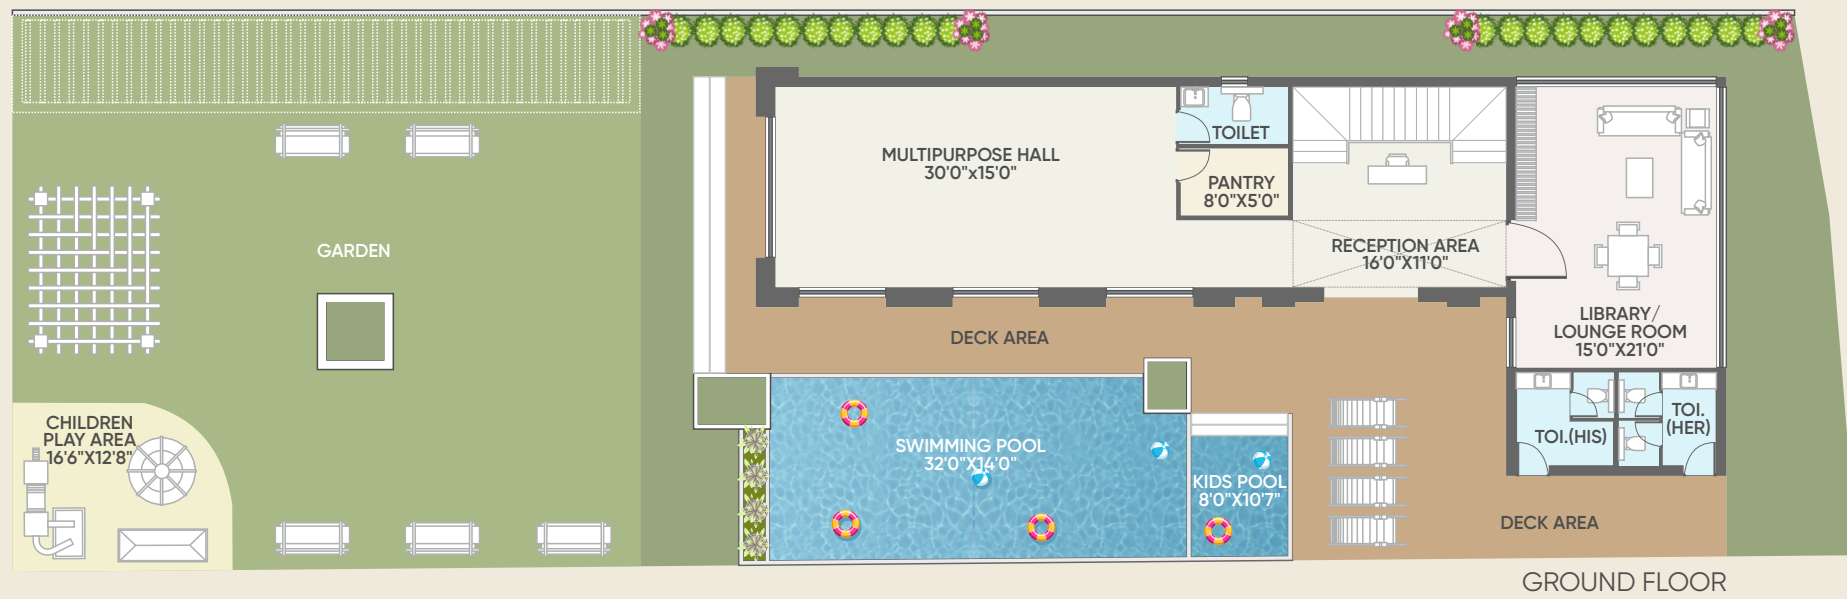 TOILET
MULTIPURPOSE HALL
30'0"x15'0"
PANTRY
8'0"X5'0"
GARDEN
RECEPTION AREA
16'0"X11'0"
LIBRARY/
LOUNGE ROOM
15'0"X21'0"
DECK AREA
CHILDREN
PLAY AREA
16'6"X12'8"
SWIMMING POOL
32'0"X14'0"
KIDS POOL
8'0"X10'7"
TOI.(HIS)
TOI.
(HER)
DECK AREA
GROUND FLOOR